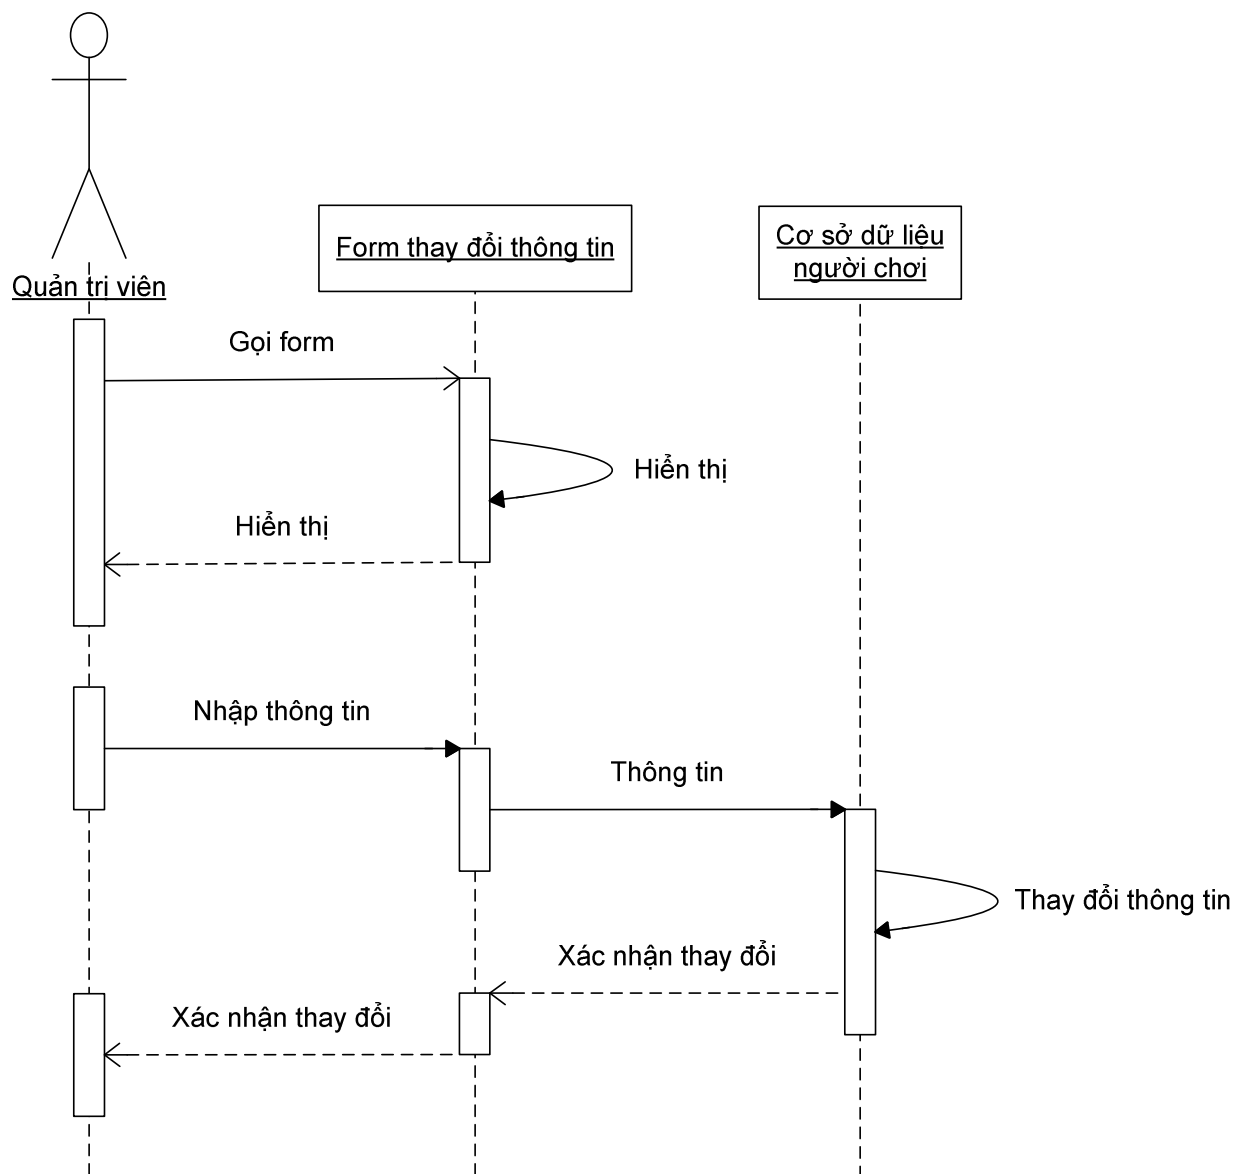 Quản trị viên
Form thay đổi thông tin
Cơ sở dữ liệu
người chơi
Gọi form
Hiển thị
Hiển thị
Nhập thông tin
Thông tin
Thay đổi thông tin
Xác nhận thay đổi
Xác nhận thay đổi